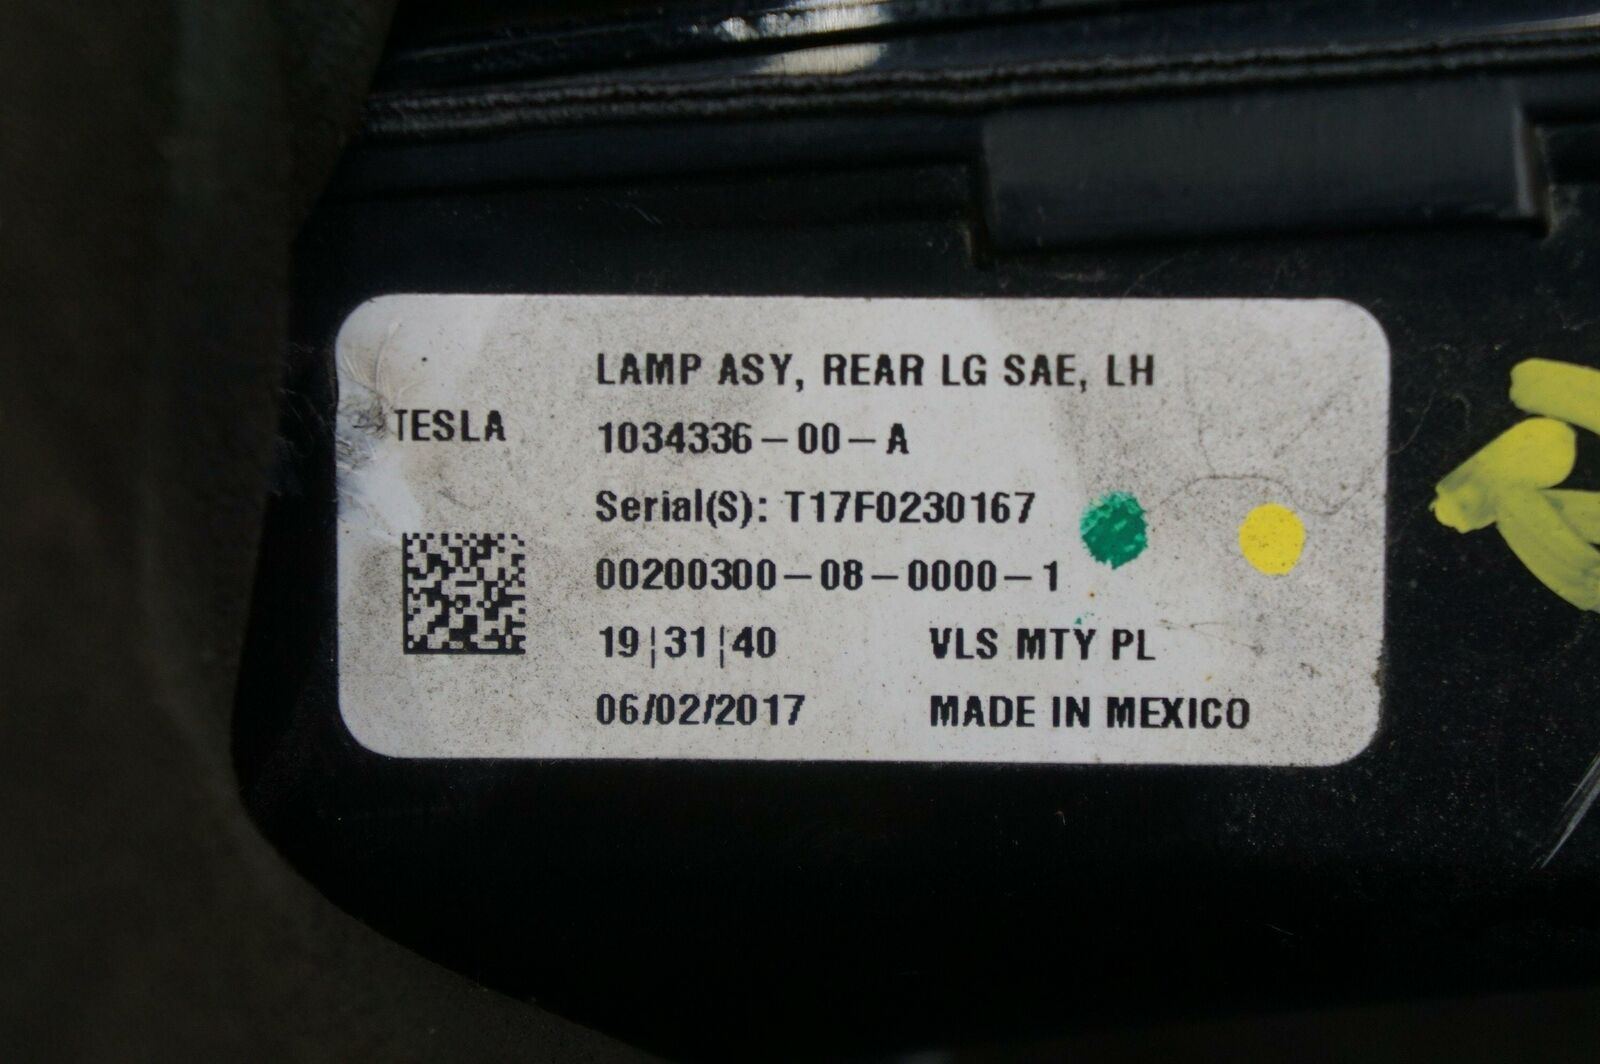 LAMP ASY, REAR LG SAE, LH
TESLA
1034336-00-A
Serial(S): T17F0230167
00200300-08-0000-1
19¦31¦40
VLS MTY PL
06/02/2017
MADE IN MEXICO